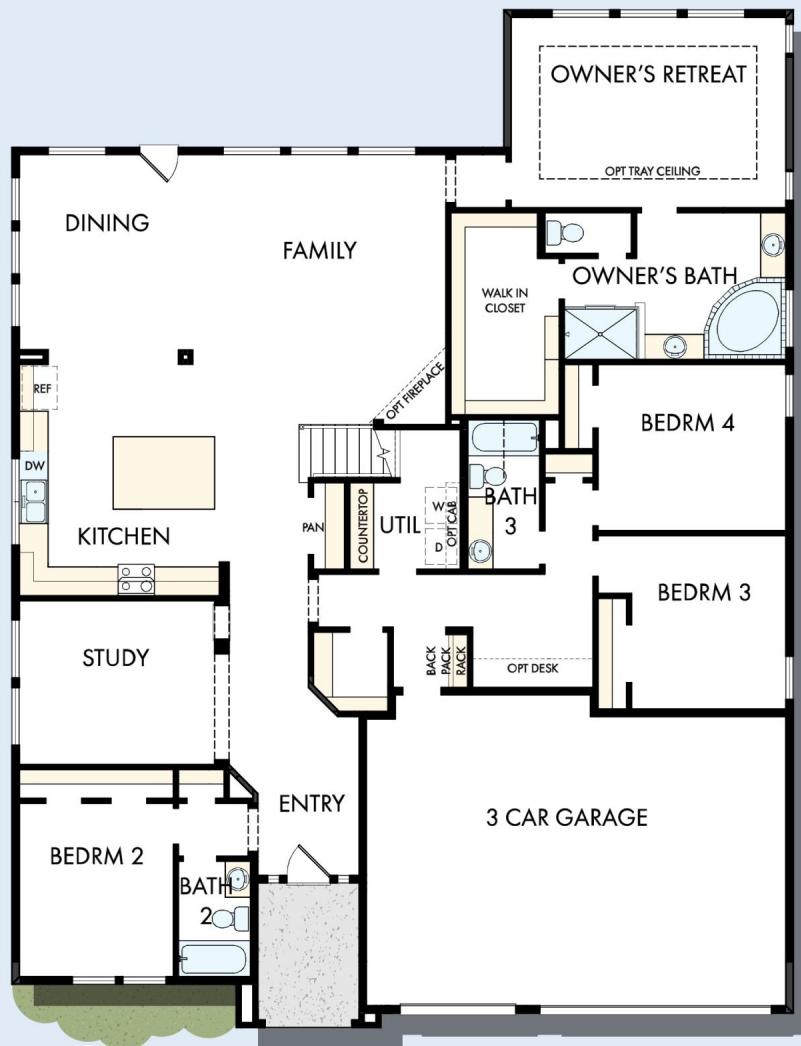 OWNER'S RETREAT
OPT TRAY CEILING
DINING
FAMILY
OWNER'S BATH
WALK IN
CLOSET
OPT FIREPLACE
REF
BEDRM 4
DW
W
D
OPT CAB
COUNTERTOP
UTIL
BATH
3
PAN
KITCHEN
BEDRM 3
STUDY
BACK
PACK
RACK
OPT DESK
ENTRY
3 CAR GARAGE
BEDRM 2
BATH
2